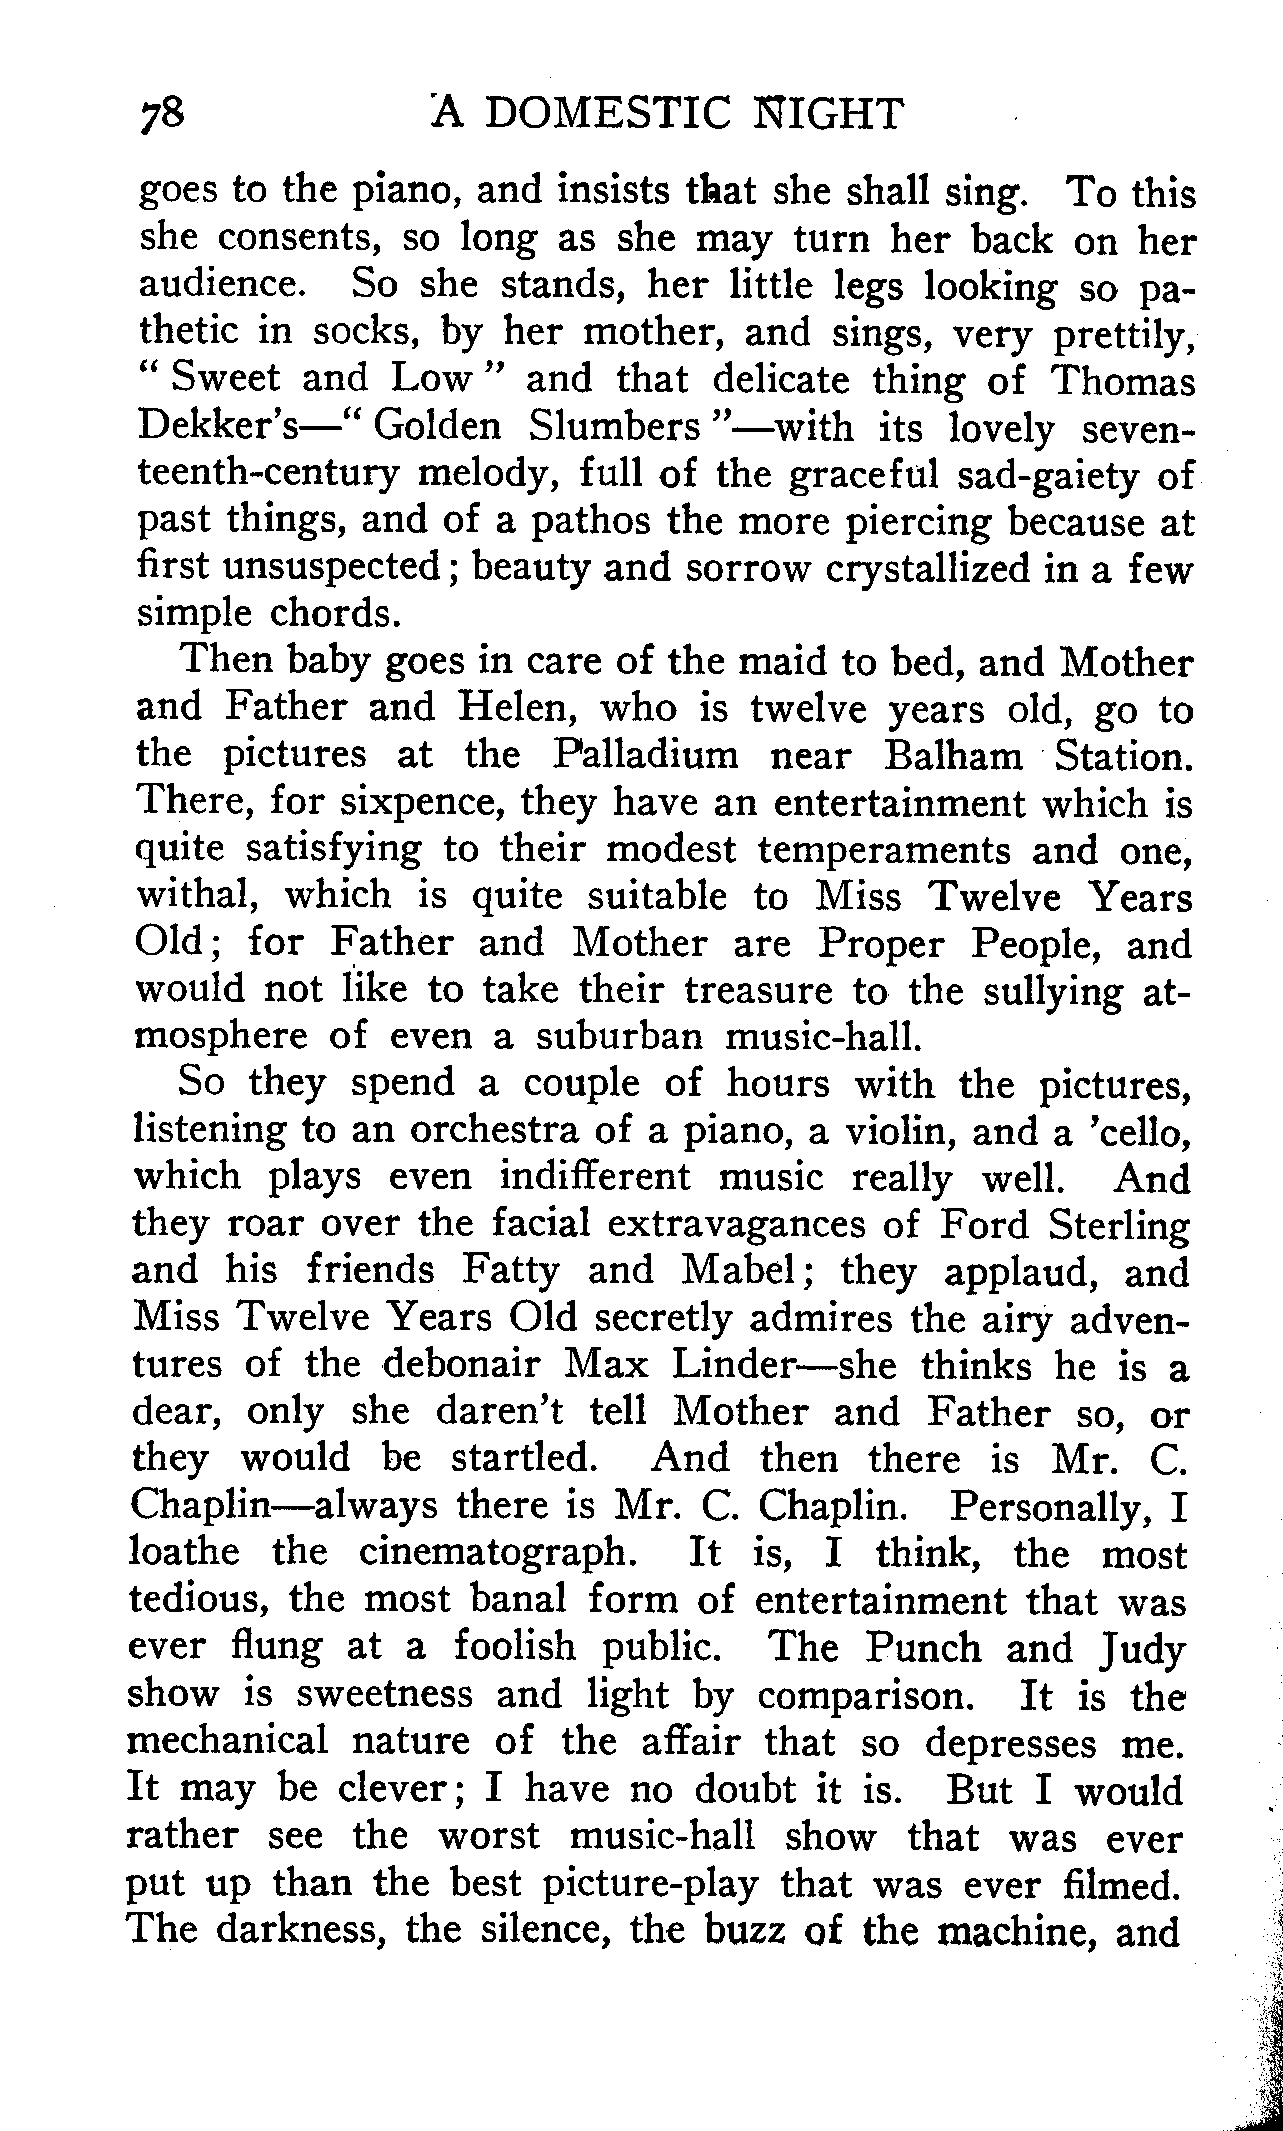 78 A DOMESTIC NIGHT
goes to the piano, and insists that she shall sing. To this
she consents, so long as she may turn her back on her
audience. So she stands, her little legs looking so pa-
thetic in socks, by her mother, and sings, very prettily,
“ Sweet and Low ” and that delicate thing of Thomas
Dekker’s—“ Golden Slumbers ”—with its lovely seven-
teenth-century melody, full of the graceful sad-gaiety of
past things, and of a pathos the more piercing because at
first unsuspected ; beauty and sorrow crystallized in a few
simple chords.
Then baby goes in care of the maid to bed, and Mother
and Father and Helen, who is twelve years old, go to
the pictures at the Palladium near Balham Station.
There, for sixpence, they have an entertainment which is
quite satisfying to their modest temperaments and one,
withal, which is quite suitable to Miss Twelve Years
Old ; for Father and Mother are Proper People, and
would not like to take their treasure to the sullying at-
mosphere of even a suburban music-hall.
So they spend a couple of hours with the pictures,
listening to an orchestra of a piano, a violin, and a ’cello,
which plays even indifferent music really well. And
they roar over the facial extravagances of Ford Sterling
and his friends Fatty and Mabel ; they applaud, and
Miss Twelve Years Old secretly admires the airy adven-
tures of the debonair Max Linder—she thinks he is a
dear, only she daren’t tell Mother and Father so, or
they would be startled. And then there is Mr. C.
Chaplin—always there is Mr. C. Chaplin. Personally, I
loathe the cinematograph. It is, I think, the most
tedious, the most banal form of entertainment that was
ever flung at a foolish public. The Punch and Judy
show is sweetness and light by comparison. It is the
mechanical nature of the affair that so depresses me.
It may be clever ; I have no doubt it is. But I would
rather see the worst music-hall show that was ever
put up than the best picture-play that was ever filmed.
The darkness, the silence, the buzz of the machine, and